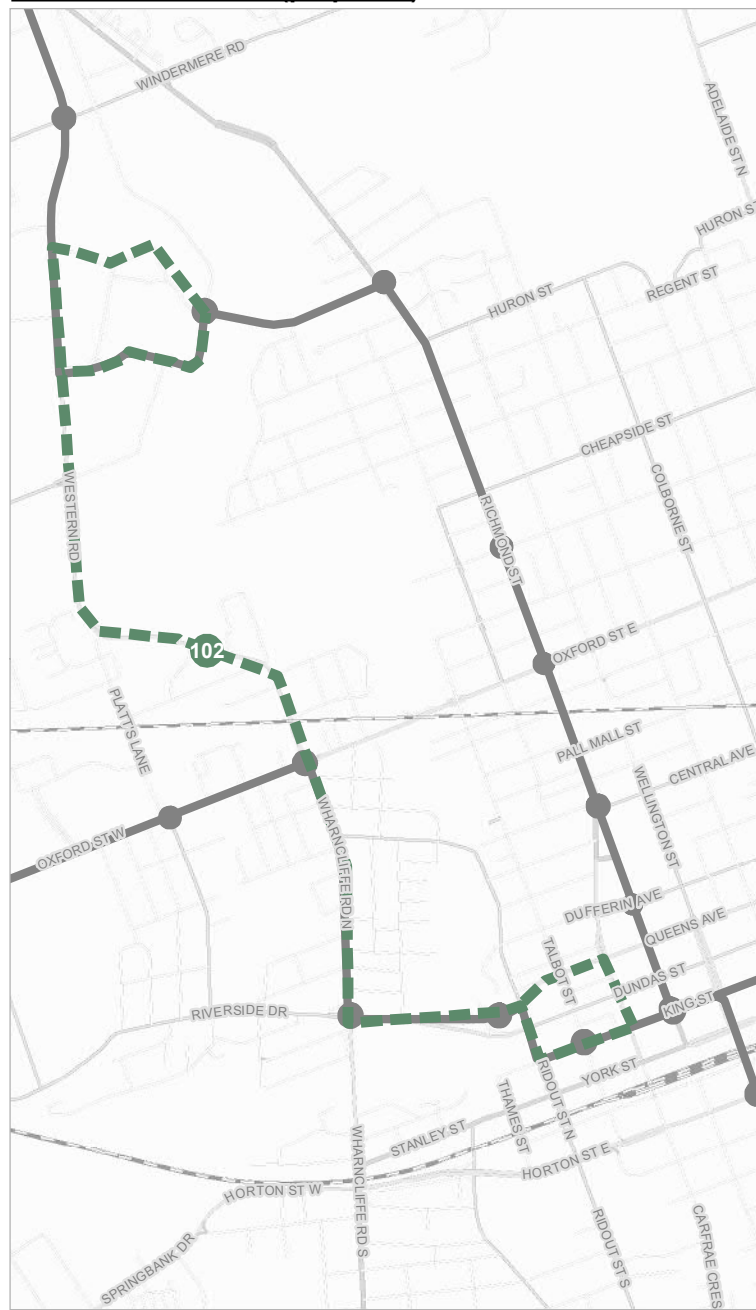 WINDERMERE RD
ADELAIDE ST N
HURON ST
REGENT ST
HURON ST
CHEAPSIDE ST
COLBORNE ST
WESTERN RD
RICHMOND ST
OXFORD ST E
102
PLATT'S LANE
PALL MALL ST
CENTRAL AVE
WELLINGTON ST
OXFORD ST W
WHARNCLIFFE RD N
DUFFERIN AVE
QUEENS AVE
TALBOT ST
DUNDAS ST
KING ST
RIVERSIDE DR
YORK ST
RIDOUT ST N
THAMES ST
STANLEY ST
HORTON ST E
WHARNCLIFFE RD S
HORTON ST W
SPRINGBANK DR
RIDOUT ST S
CARFRAE CRES